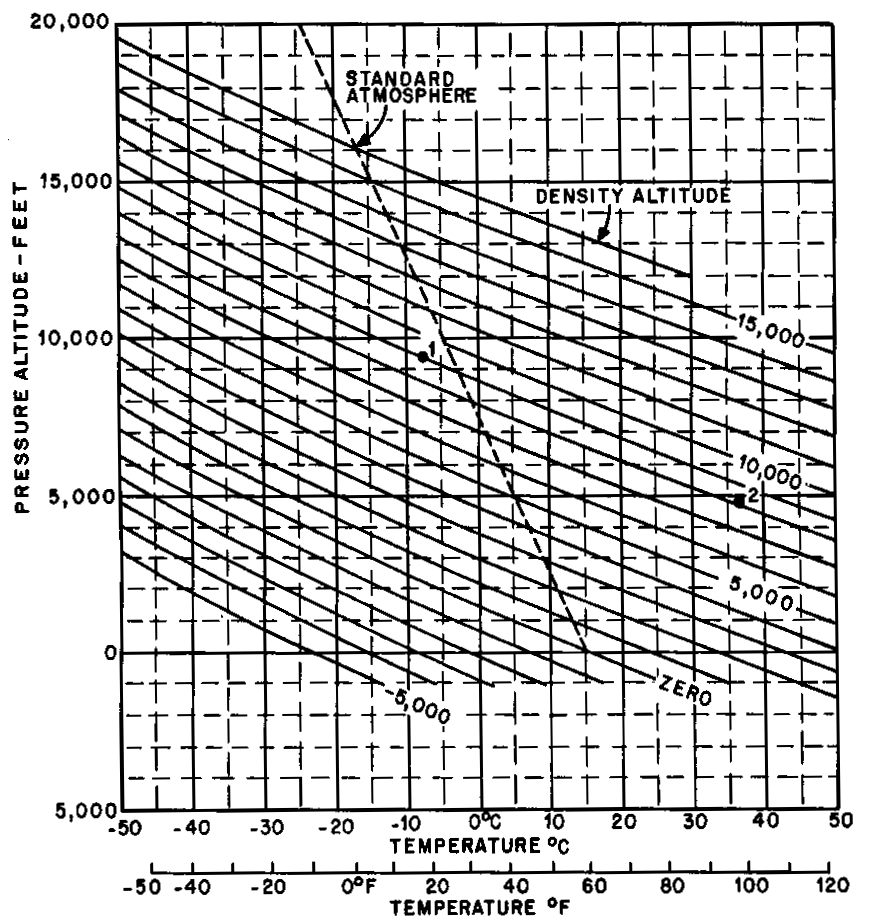 20,000
STANDARD
ATMOSPHERE
15,000
DENSITY ALTITUDE
15,000
10,000
1
10,000
2
5,000
5,000
0
ZERO
-5,000
5,000
PRESSURE ALTITUDE-FEET
-50 -40 -30 -20 -10 0°C 10 20 30 40 50
TEMPERATURE °C
-50 -40 -20 0°F 20 40 60 80 100 120
TEMPERATURE °F